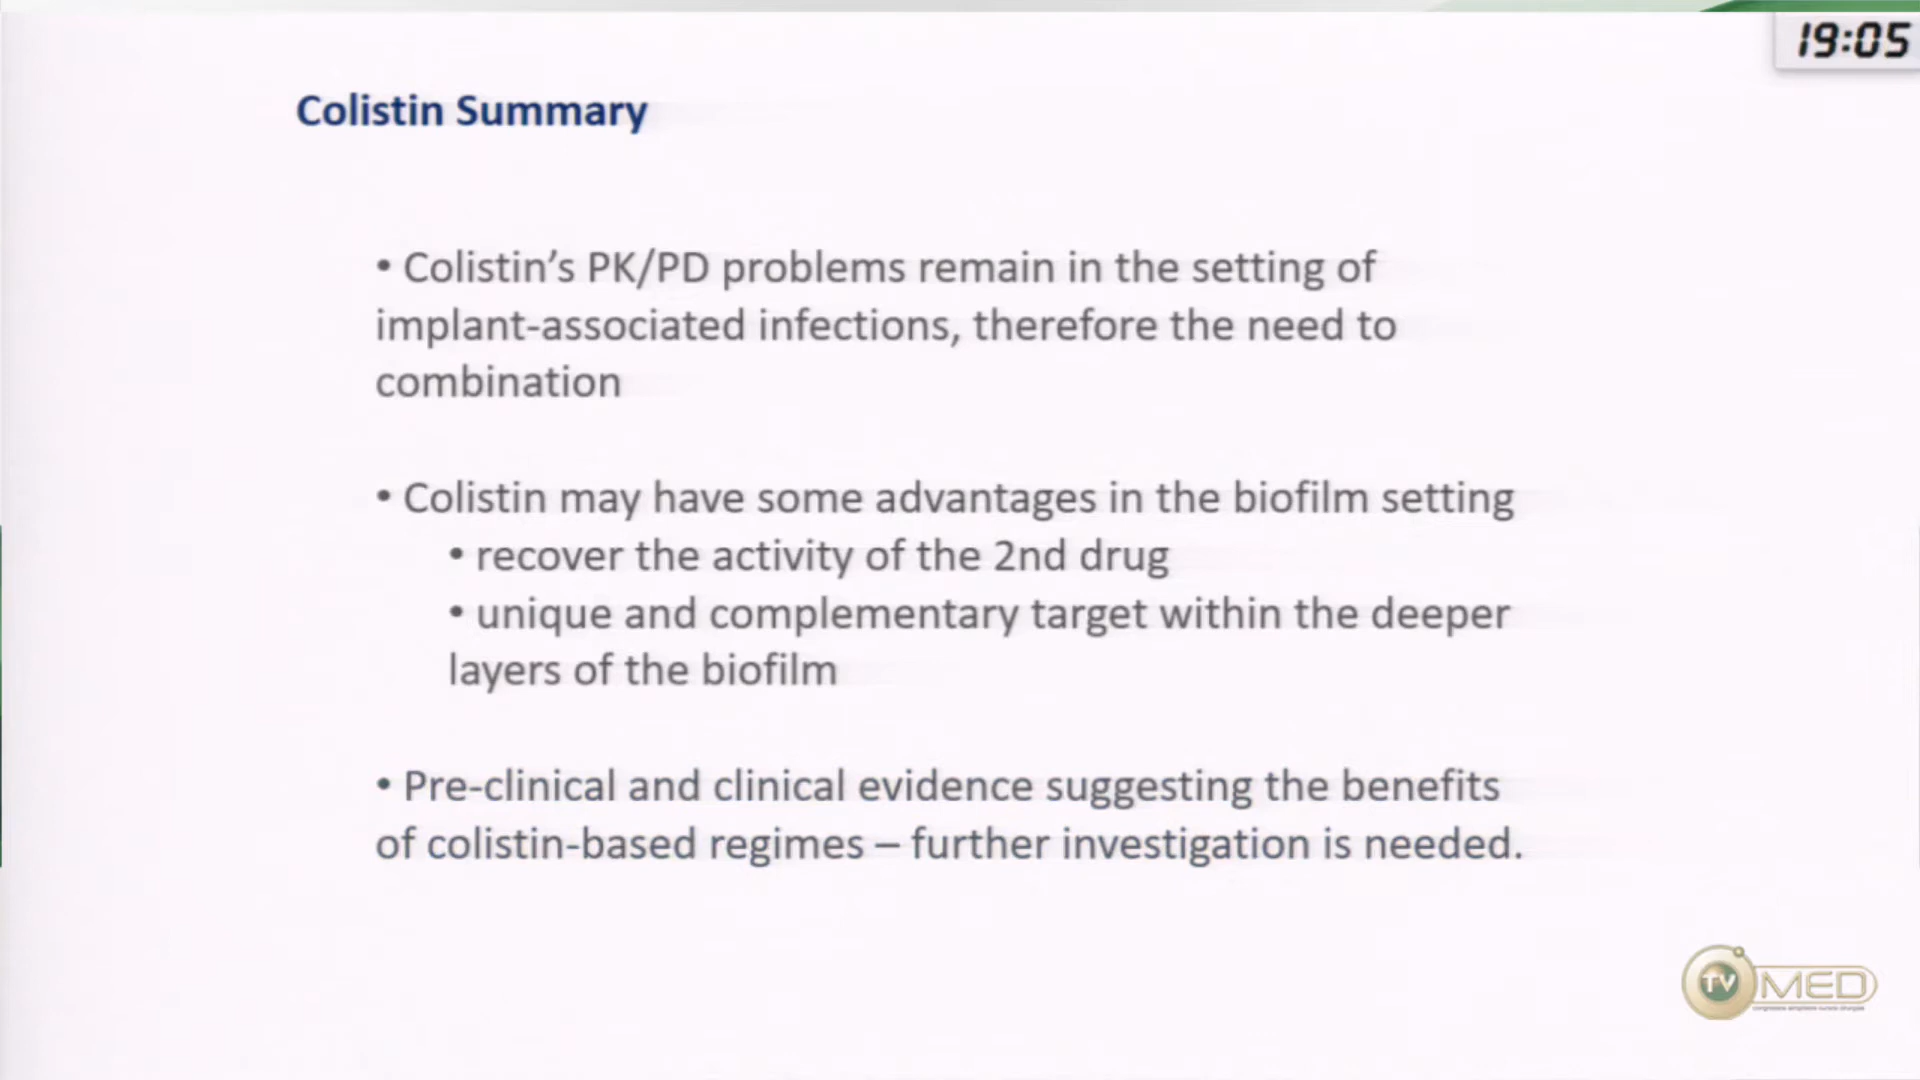 19:05
Colistin Summary
• Colistin’s PK/PD problems remain in the setting of
implant-associated infections, therefore the need to
combination
• Colistin may have some advantages in the biofilm setting
• recover the activity of the 2nd drug
• unique and complementary target within the deeper
layers of the biofilm
• Pre-clinical and clinical evidence suggesting the benefits
of colistin-based regimes – further investigation is needed.
TV MED